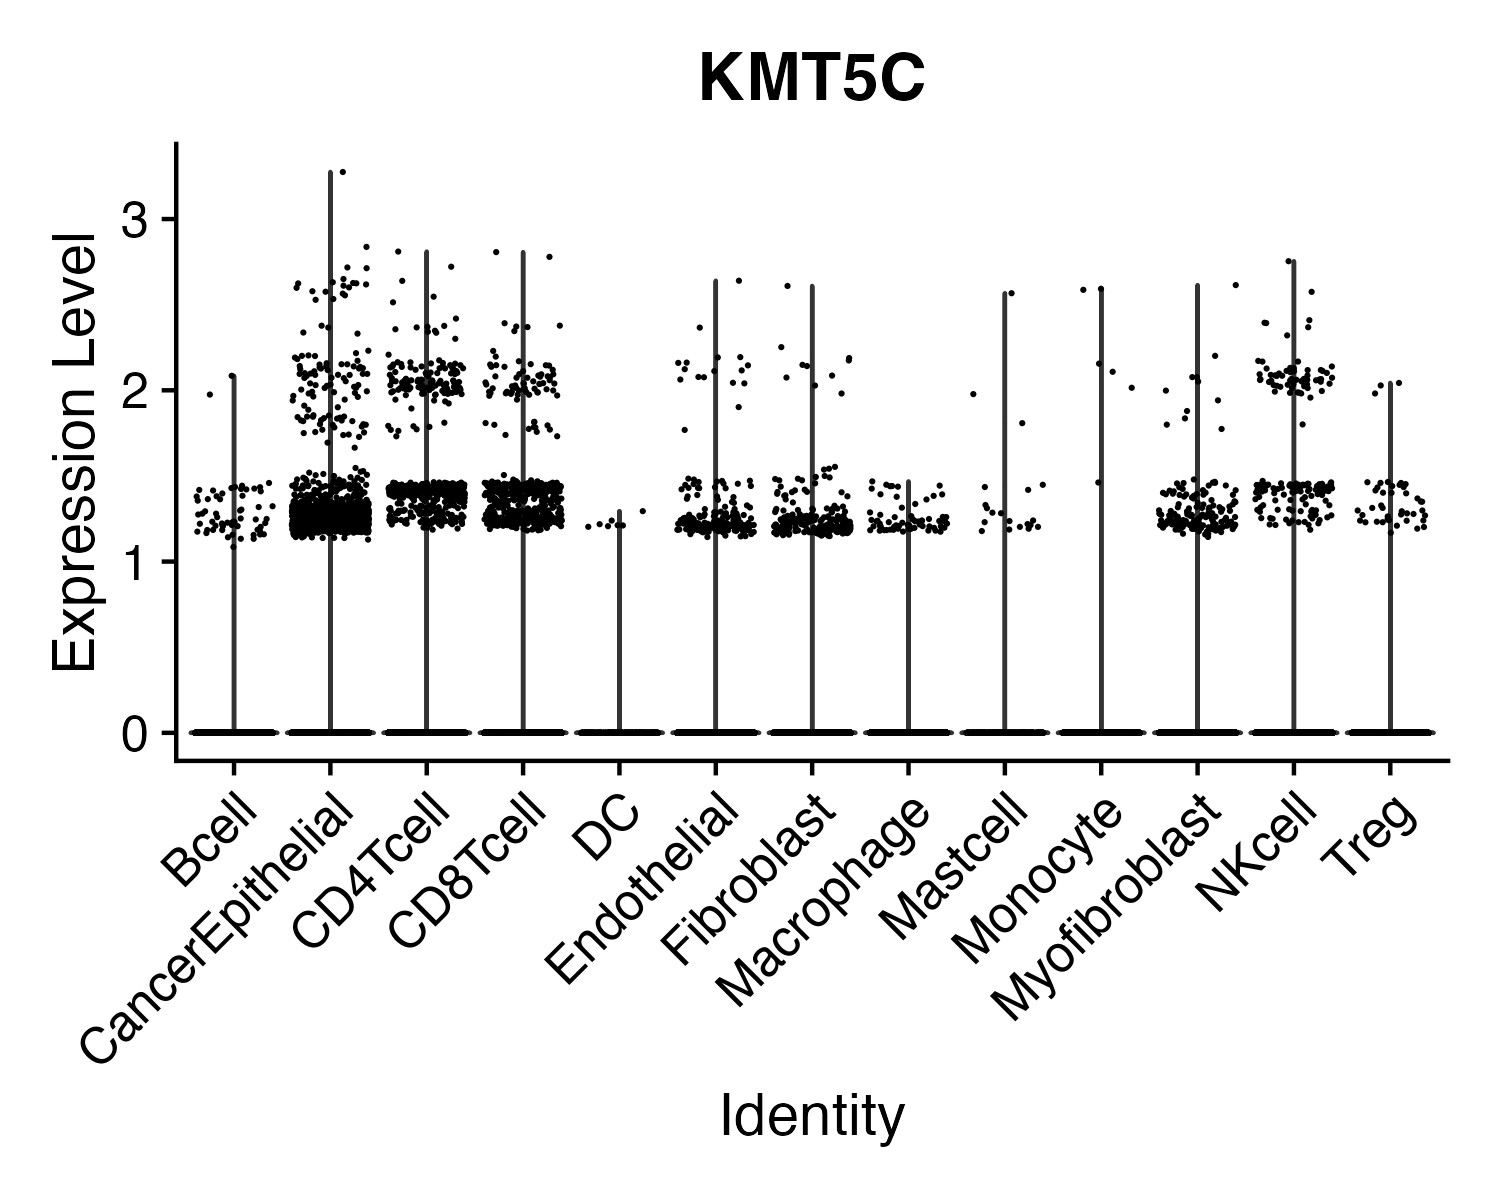 KMT5C
Expression Level
3
2
1
0
Bcell
CancerEpithelial
CD4Tcell
CD8Tcell
DC
Endothelial
Fibroblast
Macrophage
Mastcell
Monocyte
Myofibroblast
NKcell
Treg
Identity